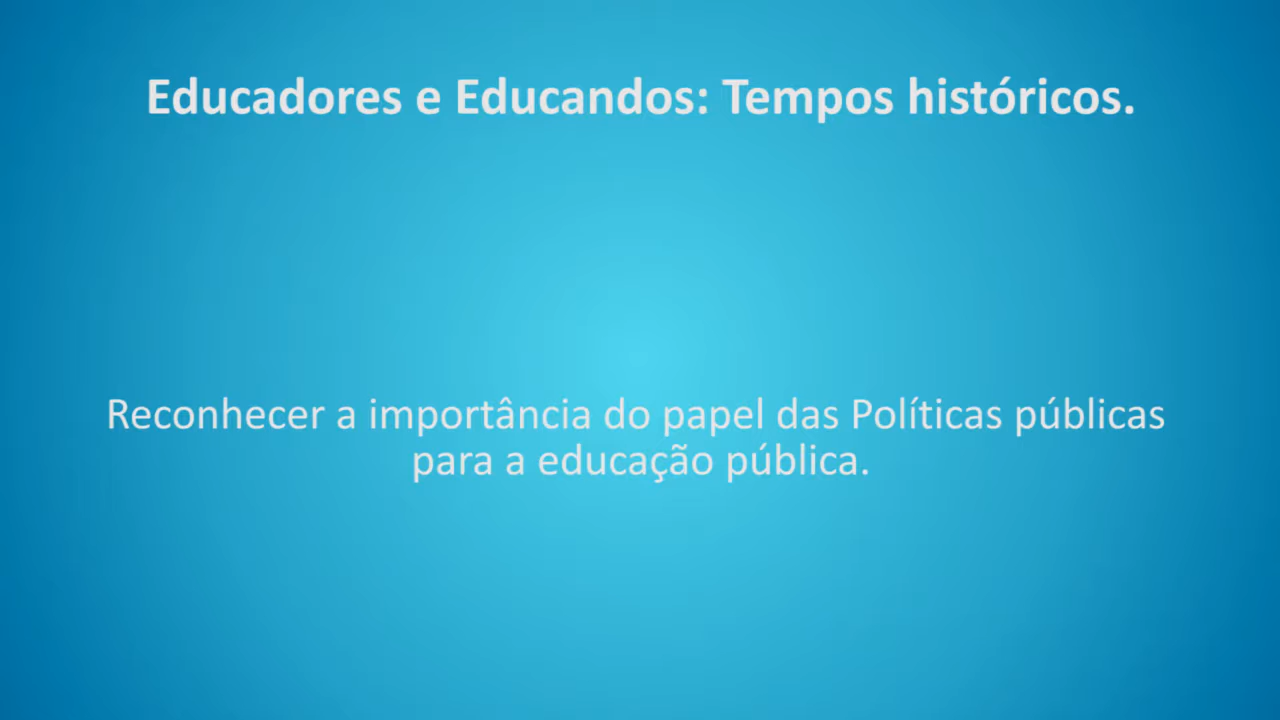 Educadores e Educandos: Tempos históricos.
Reconhecer a importância do papel das Políticas públicas
para a educação pública.